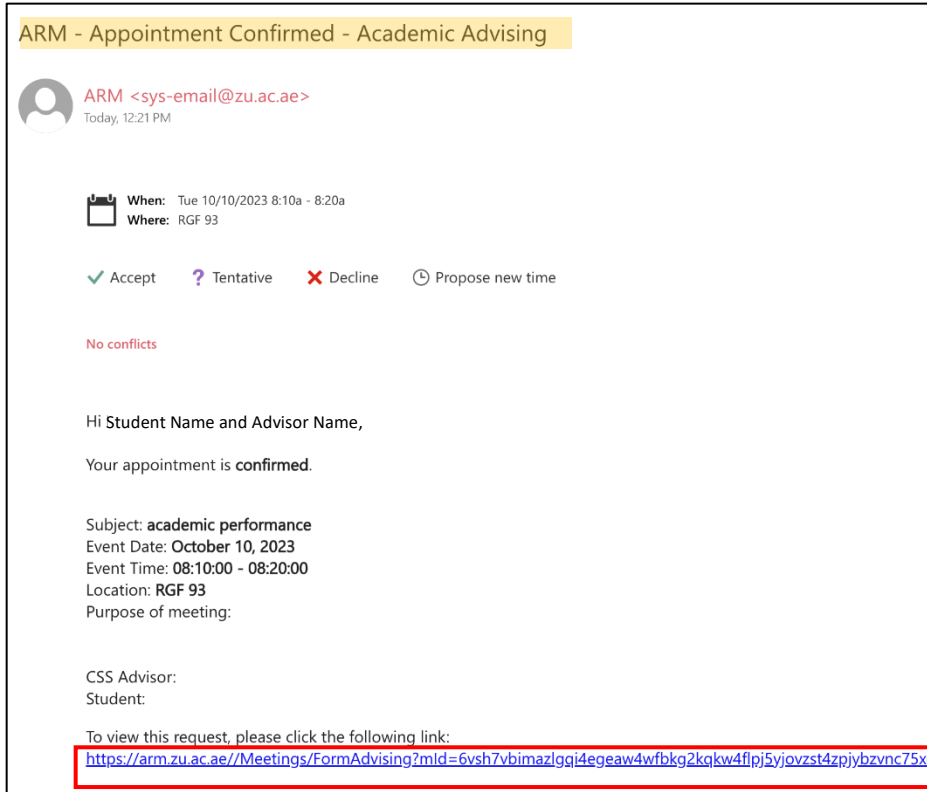 ARM - Appointment Confirmed - Academic Advising
ARM <sys-email@zu.ac.ae>
Today, 12:21 PM
When: Tue 10/10/2023 8:10a - 8:20a
Where: RGF 93
Accept ? Tentative Decline Propose new time
No conflicts
Hi Student Name and Advisor Name,
Your appointment is confirmed.
Subject: academic performance
Event Date: October 10, 2023
Event Time: 08:10:00 - 08:20:00
Location: RGF 93
Purpose of meeting:
CSS Advisor:
Student:
To view this request, please click the following link:
https://arm.zu.ac.ae//Meetings/FormAdvising?mId=6vsh7vbimazlgqi4egeaw4wfbkg2kqkw4flpj5yjovzst4zpjybzvnc75x